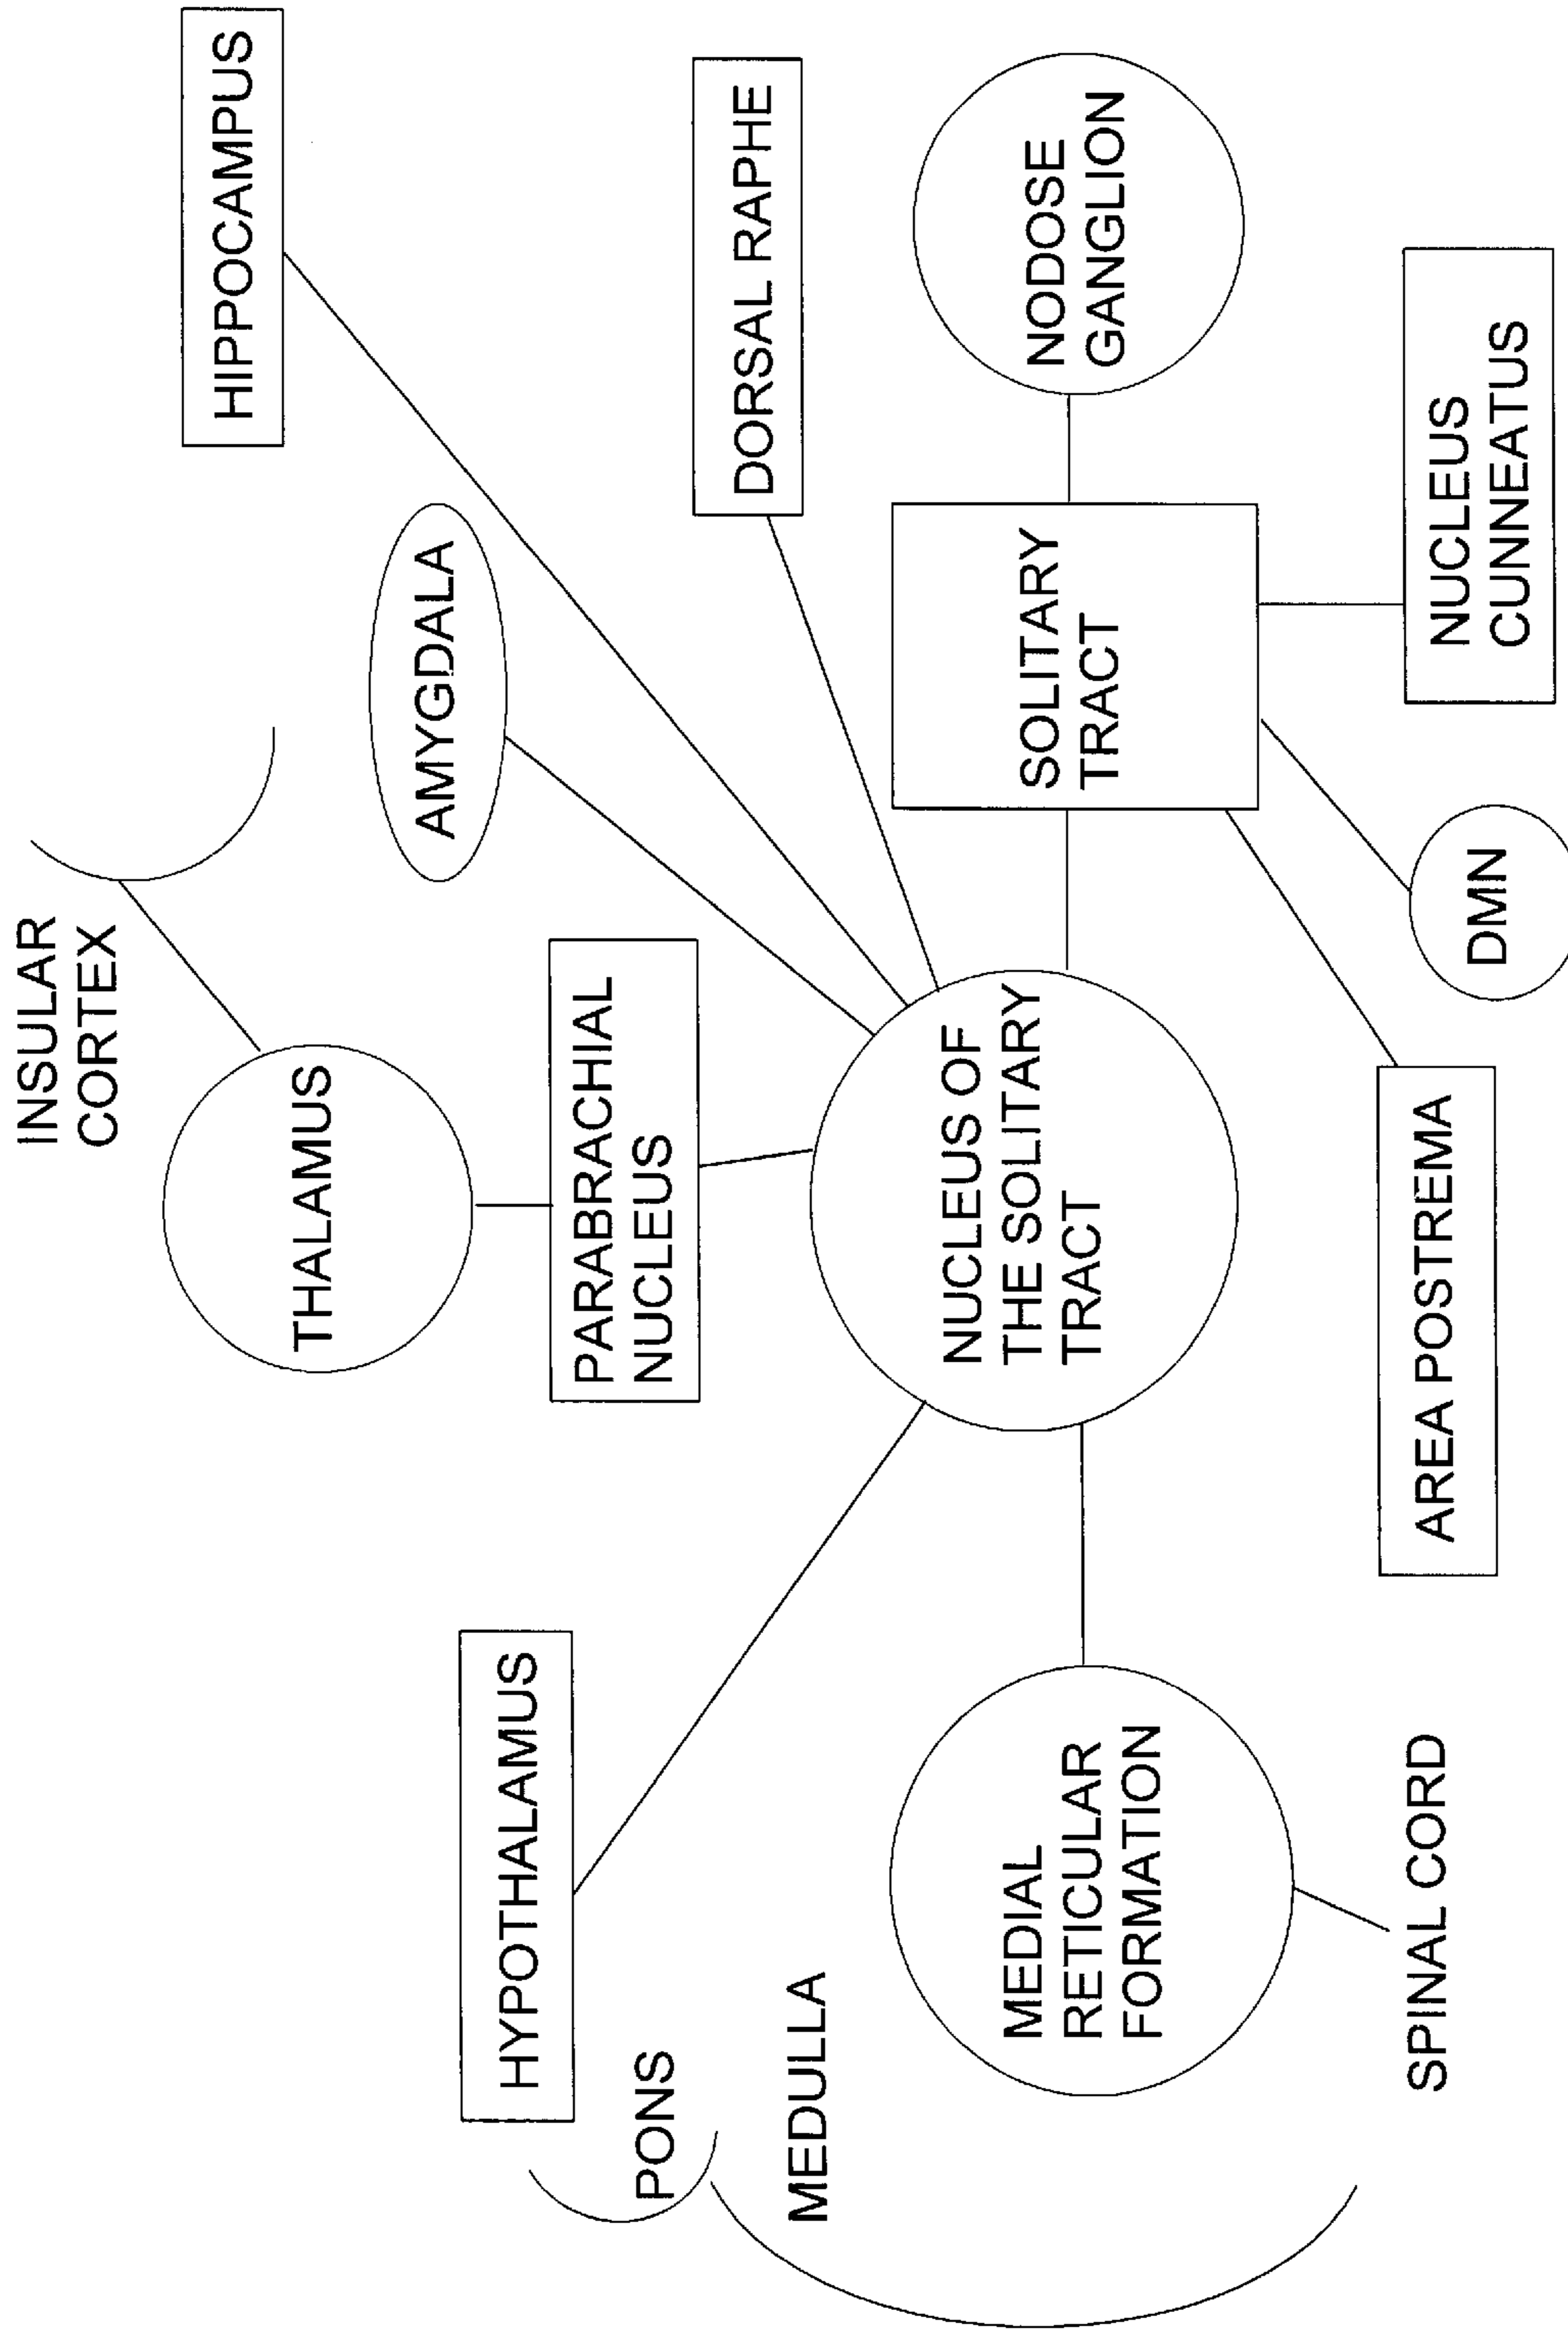 INSULAR
CORTEX
HIPPOCAMPUS
THALAMUS
AMYGDALA
HYPOTHALAMUS
PARABRACHIAL
NUCLEUS
DORSAL RAPHE
PONS
MEDULLA
NUCLEUS OF
THE SOLITARY
TRACT
SOLITARY
TRACT
NODOSE
GANGLION
MEDIAL
RETICULAR
FORMATION
SPINAL CORD
AREA POSTREMA
DMN
NUCLEUS
CUNNEATUS